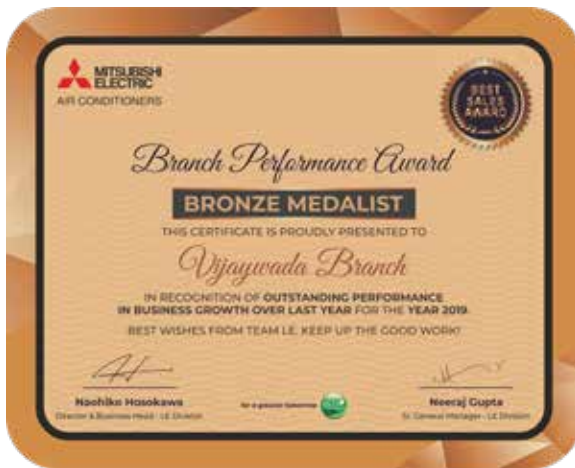 MITSUBISHI
ELECTRIC
AIR CONDITIONERS
BEST
SALES
AWARD
Branch Performance Award
BRONZE MEDALIST
THIS CERTIFICATE IS PROUDLY PRESENTED TO
Vijaywada Branch
IN RECOGNITION OF OUTSTANDING PERFORMANCE
IN BUSINESS GROWTH OVER LAST YEAR FOR THE YEAR 2019.
BEST WISHES FROM TEAM LE. KEEP UP THE GOOD WORK!
Naohiko Hosokawa
Director & Business Head - LE Division
for a greener tomorrow
Neeraj Gupta
Sr. General Manager - LE Division